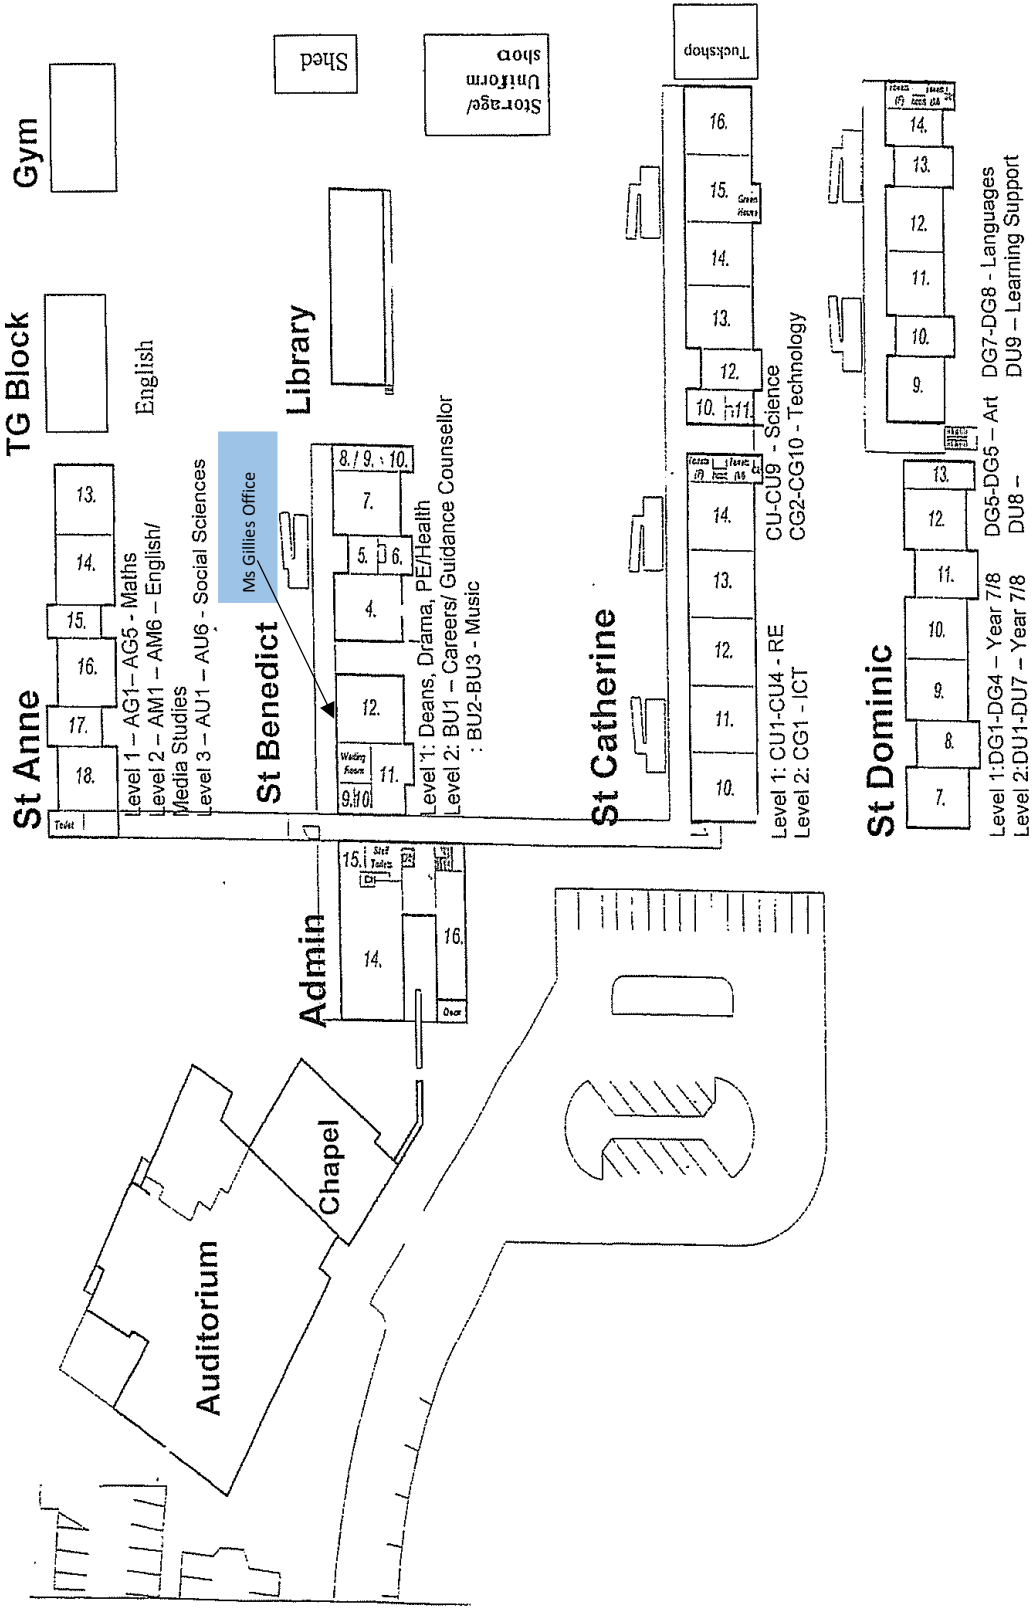 St Anne
TG Block
Gym
Toilet
18.
17.
16.
15.
14.
13.
Level 1 – AG1– AG5 - Maths
Level 2 – AM1 – AM6 – English/
Media Studies
Level 3 – AU1 – AU6 - Social Sciences
English
Shed
Storage/
Uniform
shop
Ms Gillies Office
St Benedict
Library
9.
10
Waiting
Room
11.
12.
4.
5.
6.
7.
8. / 9.
10.
Level 1: Deans, Drama, PE/Health
Level 2: BU1 – Careers/ Guidance Counsellor
: BU2-BU3 - Music
Auditorium
Chapel
Admin
14.
15.
Staff
Toilets
16.
Door
St Catherine
10.
11.
12.
13.
14.
10.
11.
12.
13.
14.
15.
Green
House
16.
Tuckshop
Level 1: CU1-CU4 - RE
Level 2: CG1 - ICT
CU-CU9 - Science
CG2-CG10 - Technology
St Dominic
7.
8.
9.
10.
11.
12.
13.
9.
10.
11.
12.
13.
14.
Level 1:DG1-DG4 – Year 7/8 DG5-DG5 – Art DG7-DG8 - Languages
Level 2:DU1-DU7 – Year 7/8 DU8 – DU9 – Learning Support